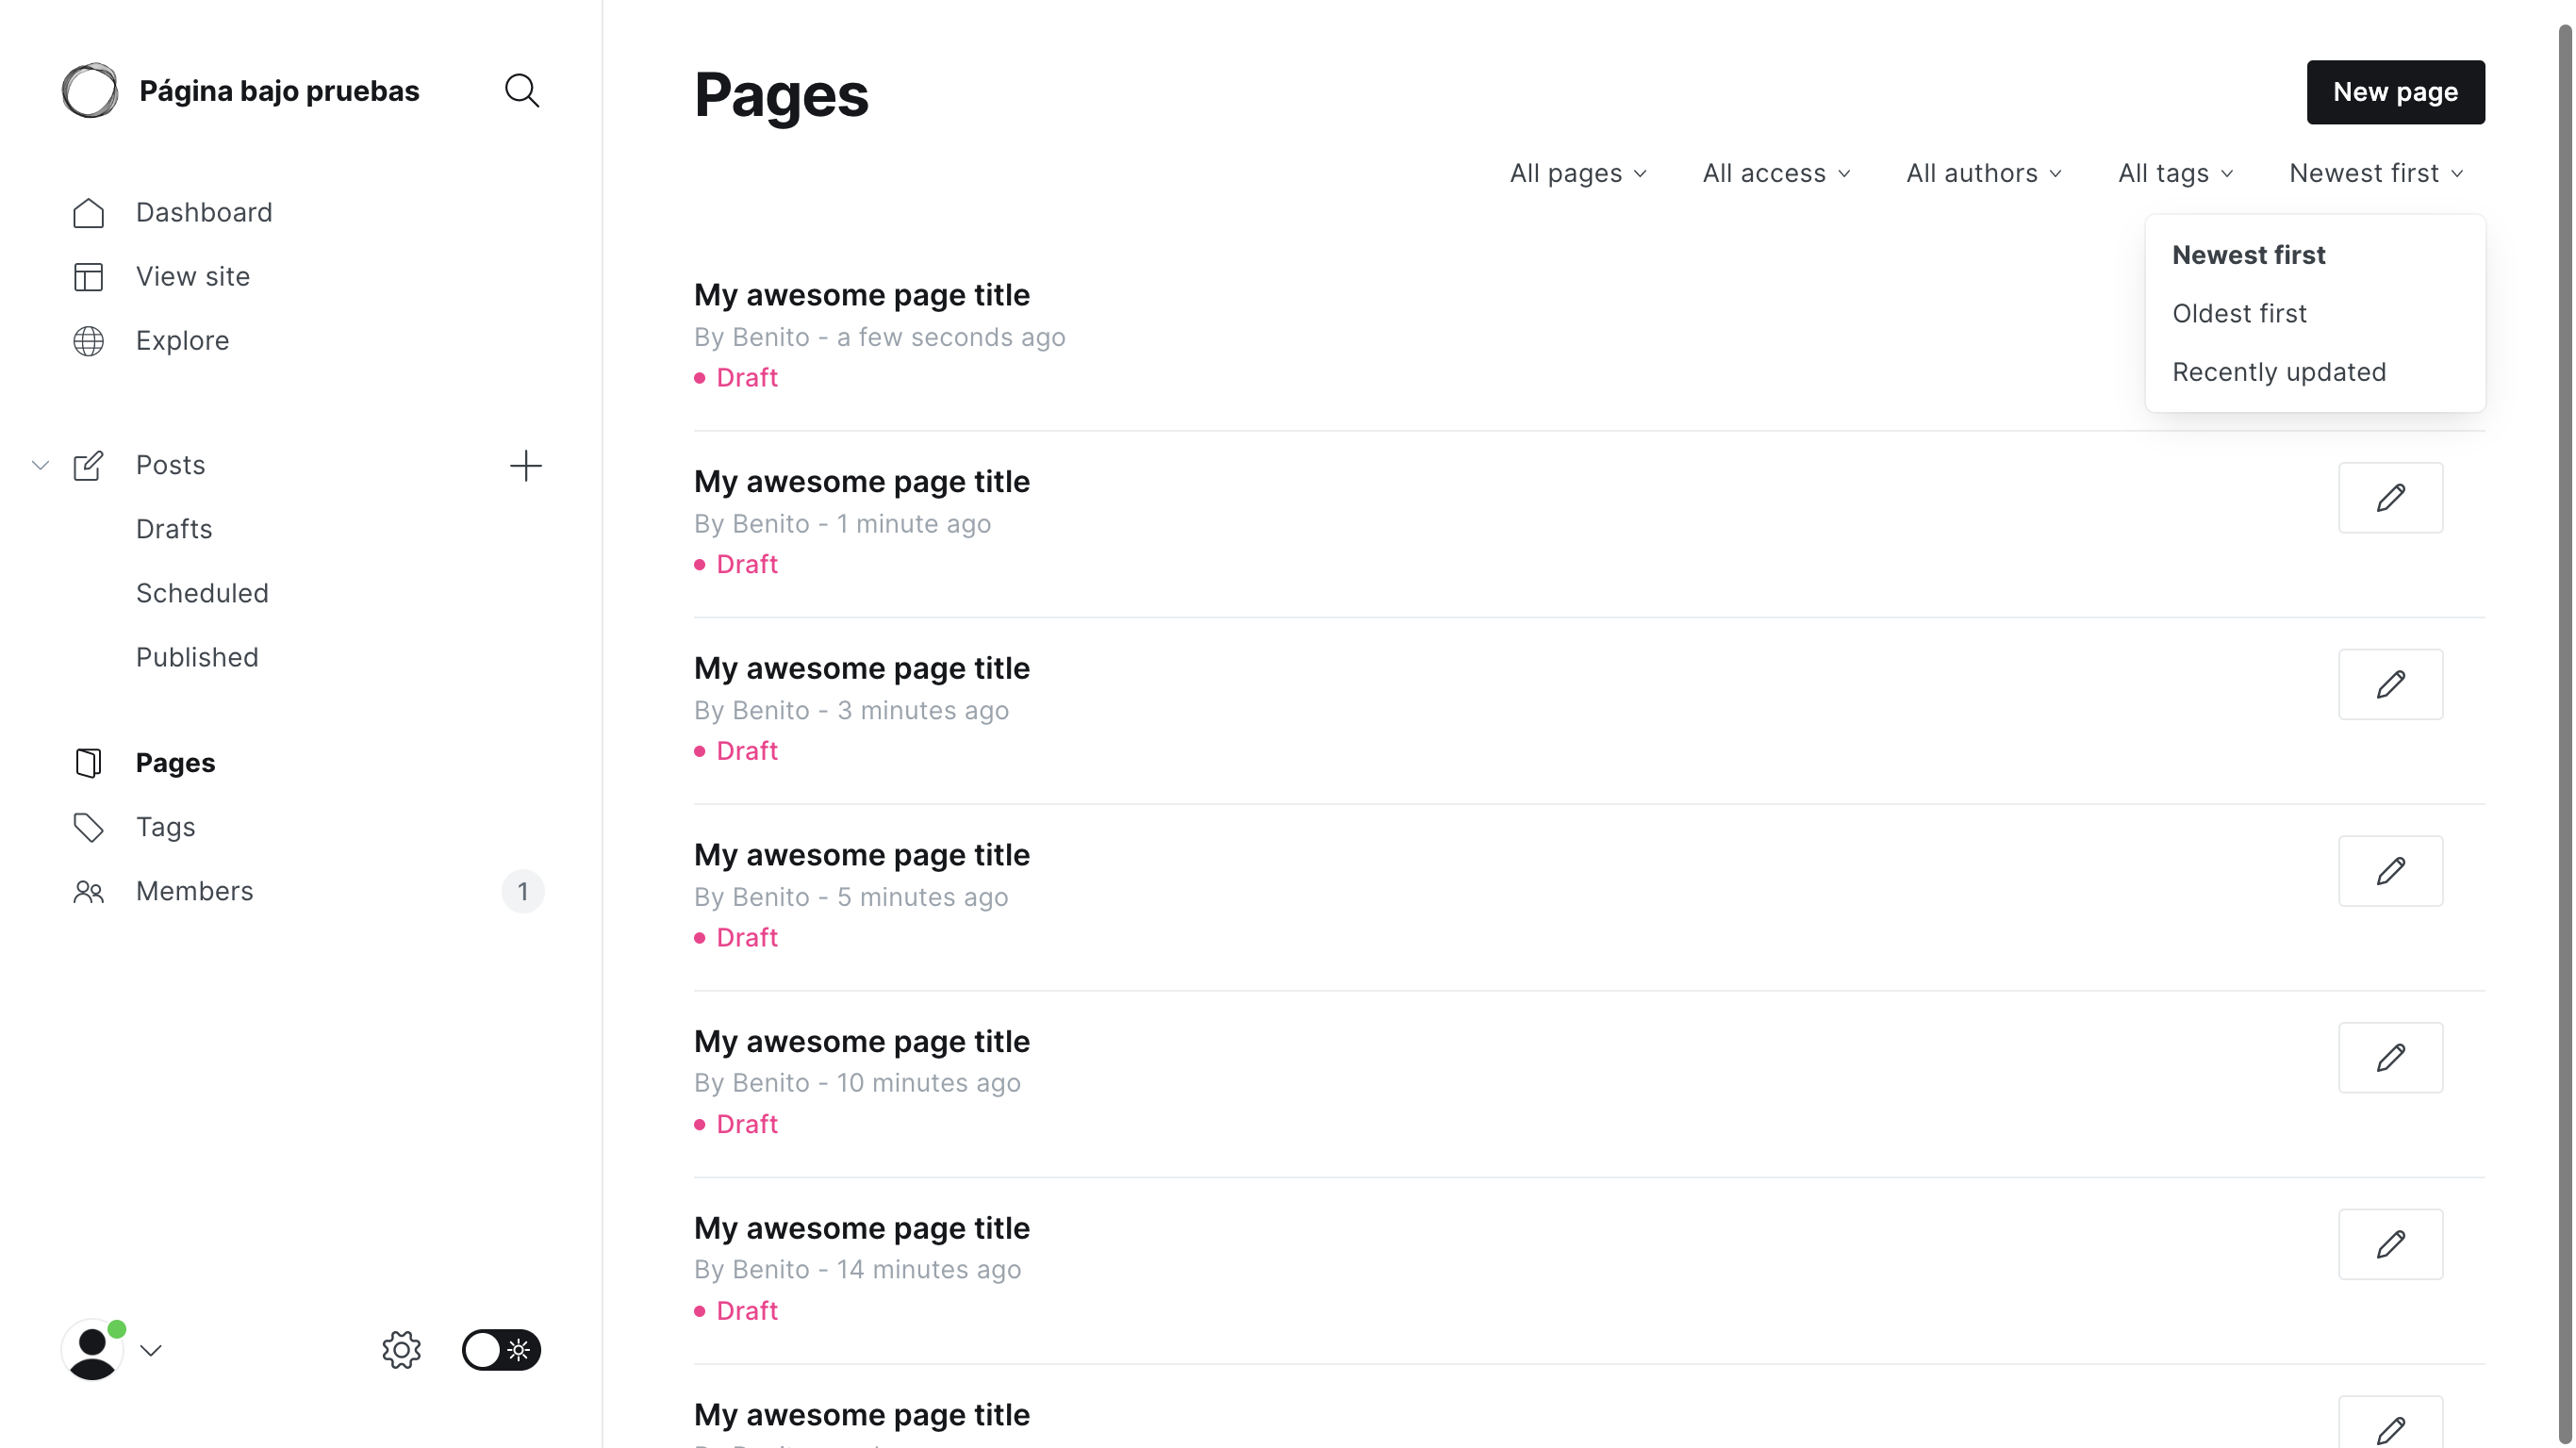 Página bajo pruebas
Dashboard
View site
Explore
Posts
Drafts
Scheduled
Published
Pages
Tags
Members 1
Pages
New page
All pages All access All authors All tags Newest first
Newest first
Oldest first
Recently updated
My awesome page title
By Benito - a few seconds ago
Draft
My awesome page title
By Benito - 1 minute ago
Draft
My awesome page title
By Benito - 3 minutes ago
Draft
My awesome page title
By Benito - 5 minutes ago
Draft
My awesome page title
By Benito - 10 minutes ago
Draft
My awesome page title
By Benito - 14 minutes ago
Draft
My awesome page title